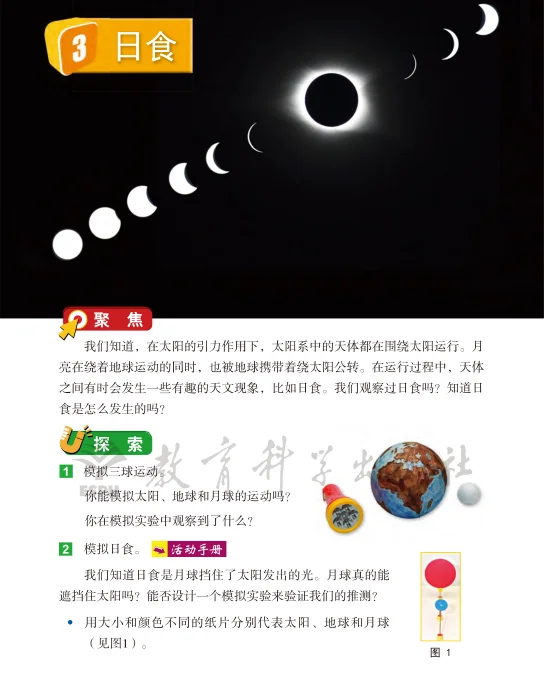 3 日食
聚 焦
我们知道，在太阳的引力作用下，太阳系中的天体都在围绕太阳运行。月
亮在绕着地球运动的同时，也被地球携带着绕太阳公转。在运行过程中，天体
之间有时会发生一些有趣的天文现象，比如日食。我们观察过日食吗？知道日
食是怎么发生的吗？
探 索
1 模拟三球运动。
你能模拟太阳、地球和月球的运动吗？
你在模拟实验中观察到了什么？
教育科学出版社
ESPH
2 模拟日食。 活动手册
我们知道日食是月球挡住了太阳发出的光。月球真的能
遮挡住太阳吗？能否设计一个模拟实验来验证我们的推测？
• 用大小和颜色不同的纸片分别代表太阳、地球和月球
（见图1）。
图 1